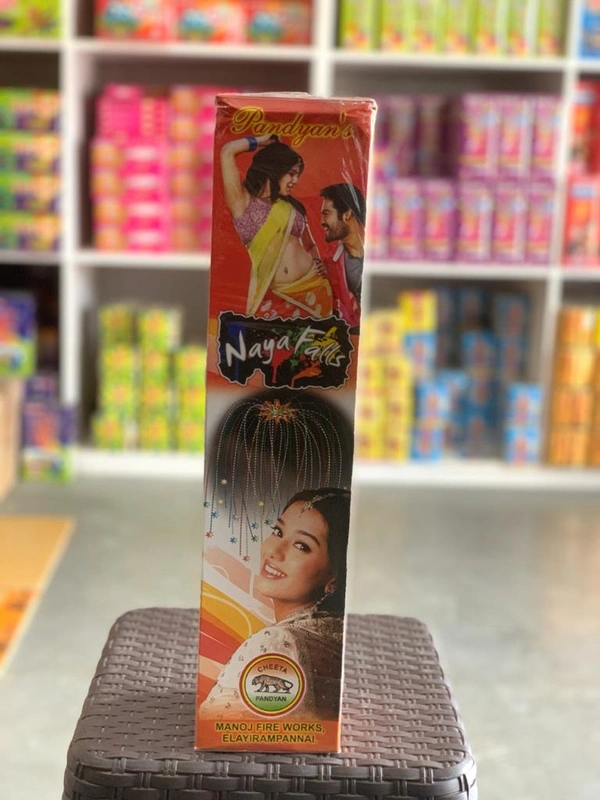 Pandyan's
Naya Falls
CHEETA
PANDYAN
MANOJ FIRE WORKS,
ELAYIRAMPANNAI.